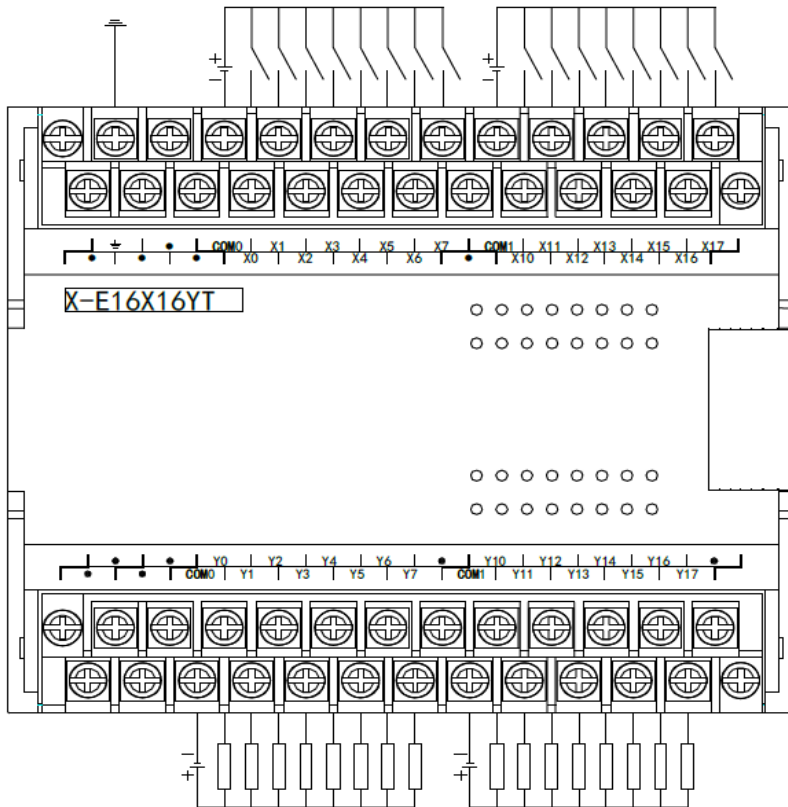 COM0 X1 X3 X5 X7 COM1 X11 X13 X15 X17
X0 X2 X4 X6 X10 X12 X14 X16
X-E16X16YT
Y0 Y2 Y4 Y6 Y10 Y12 Y14 Y16
COM0 Y1 Y3 Y5 Y7 COM1 Y11 Y13 Y15 Y17